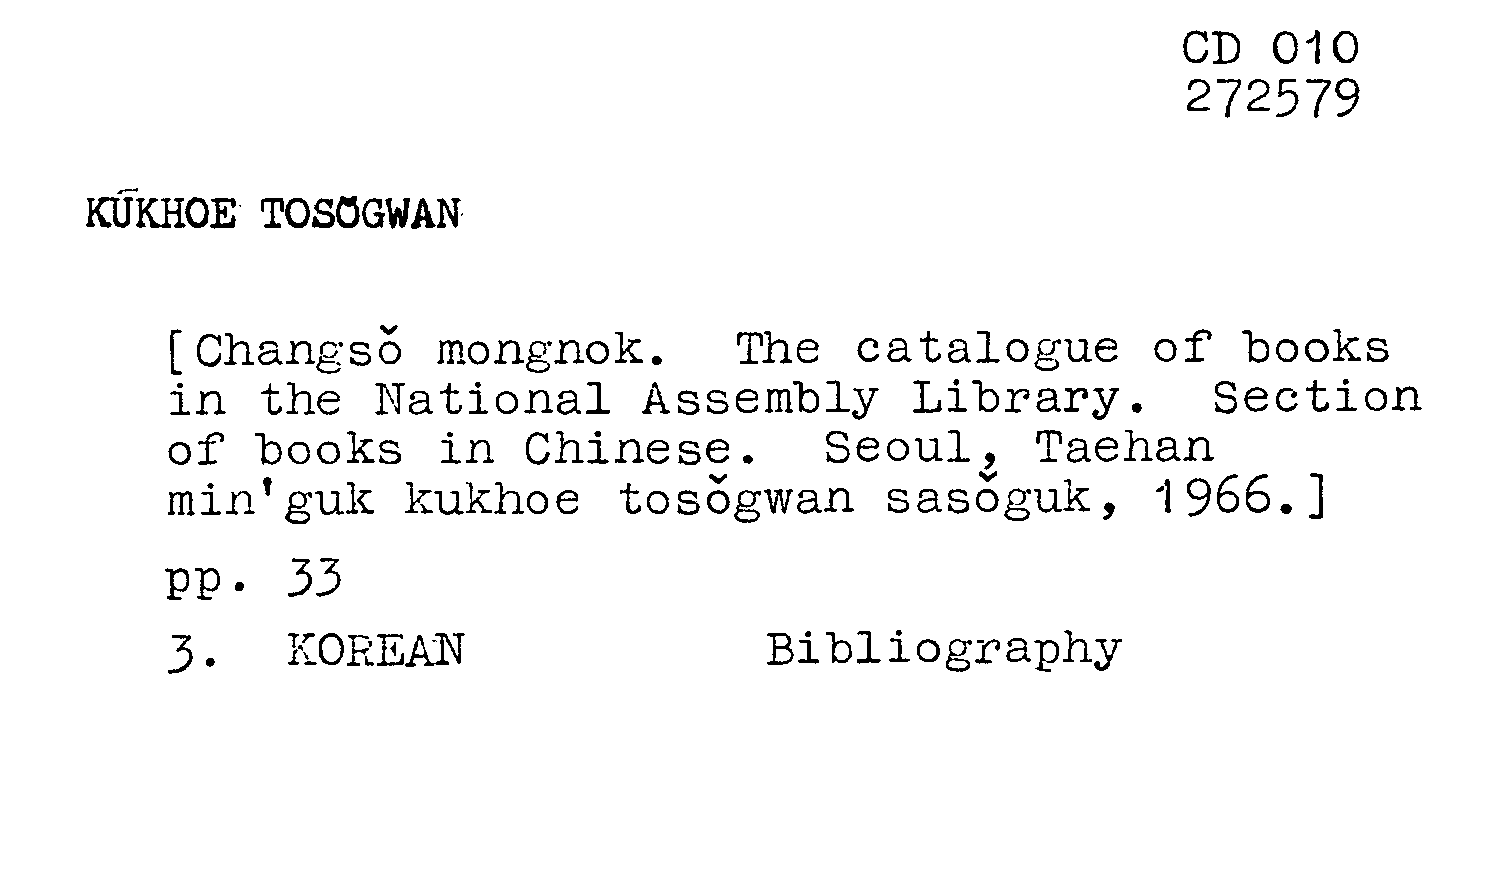 CD 010
272579
KŪKHOE TOSŎGWAN
[Changsŏ mongnok. The catalogue of books
in the National Assembly Library. Section
of books in Chinese. Seoul, Taehan
min'guk kukhoe tosŏgwan sasŏguk, 1966.]
pp. 33
3. KOREAN Bibliography